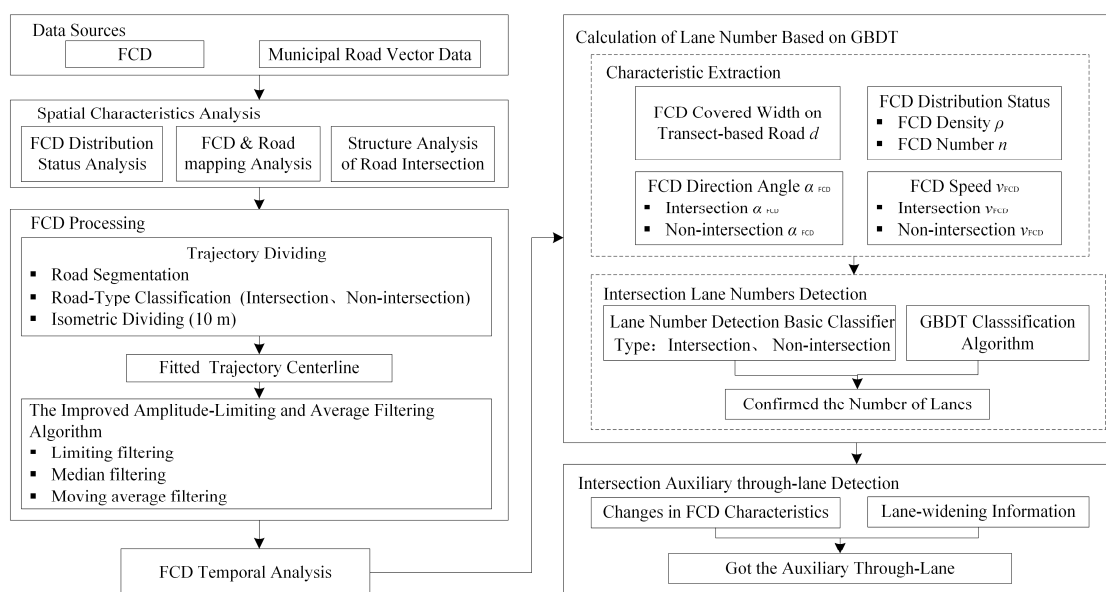 Data Sources
FCD
Municipal Road Vector Data
Spatial Characteristics Analysis
FCD Distribution
Status Analysis
FCD & Road
mapping Analysis
Structure Analysis
of Road Intersection
FCD Processing
Trajectory Dividing
▪ Road Segmentation
▪ Road-Type Classification (Intersection、Non-intersection)
▪ Isometric Dividing (10 m)
Fitted Trajectory Centerline
The Improved Amplitude-Limiting and Average Filtering
Algorithm
▪ Limiting filtering
▪ Median filtering
▪ Moving average filtering
FCD Temporal Analysis
Calculation of Lane Number Based on GBDT
Characteristic Extraction
FCD Covered Width on
Transect-based Road d
FCD Distribution Status
▪ FCD Density ρ
▪ FCD Number n
FCD Direction Angle α FCD
▪ Intersection α FCD
▪ Non-intersection α FCD
FCD Speed vFCD
▪ Intersection vFCD
▪ Non-intersection vFCD
Intersection Lane Numbers Detection
Lane Number Detection Basic Classifier
Type：Intersection、Non-intersection
GBDT Classsification
Algorithm
Confirmed the Number of Lanes
Intersection Auxiliary through-lane Detection
Changes in FCD Characteristics
Lane-widening Information
Got the Auxiliary Through-Lane